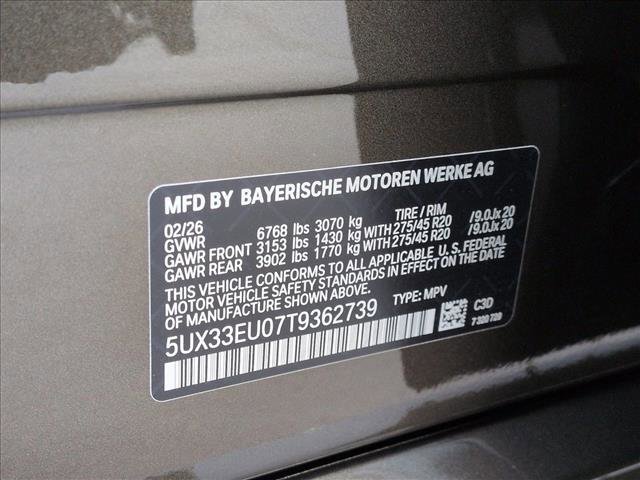 MFD BY BAYERISCHE MOTOREN WERKE AG
02/26 TIRE / RIM
GVWR 6768 lbs 3070 kg
GAWR FRONT 3153 lbs 1430 kg WITH 275/45 R20 /9.0Jx20
GAWR REAR 3902 lbs 1770 kg WITH 275/45 R20 /9.0Jx20
THIS VEHICLE CONFORMS TO ALL APPLICABLE U.S. FEDERAL
MOTOR VEHICLE SAFETY STANDARDS IN EFFECT ON THE DATE
OF MANUFACTURE SHOWN ABOVE.
5UX33EU07T9362739 TYPE: MPV C3D
7 320 729